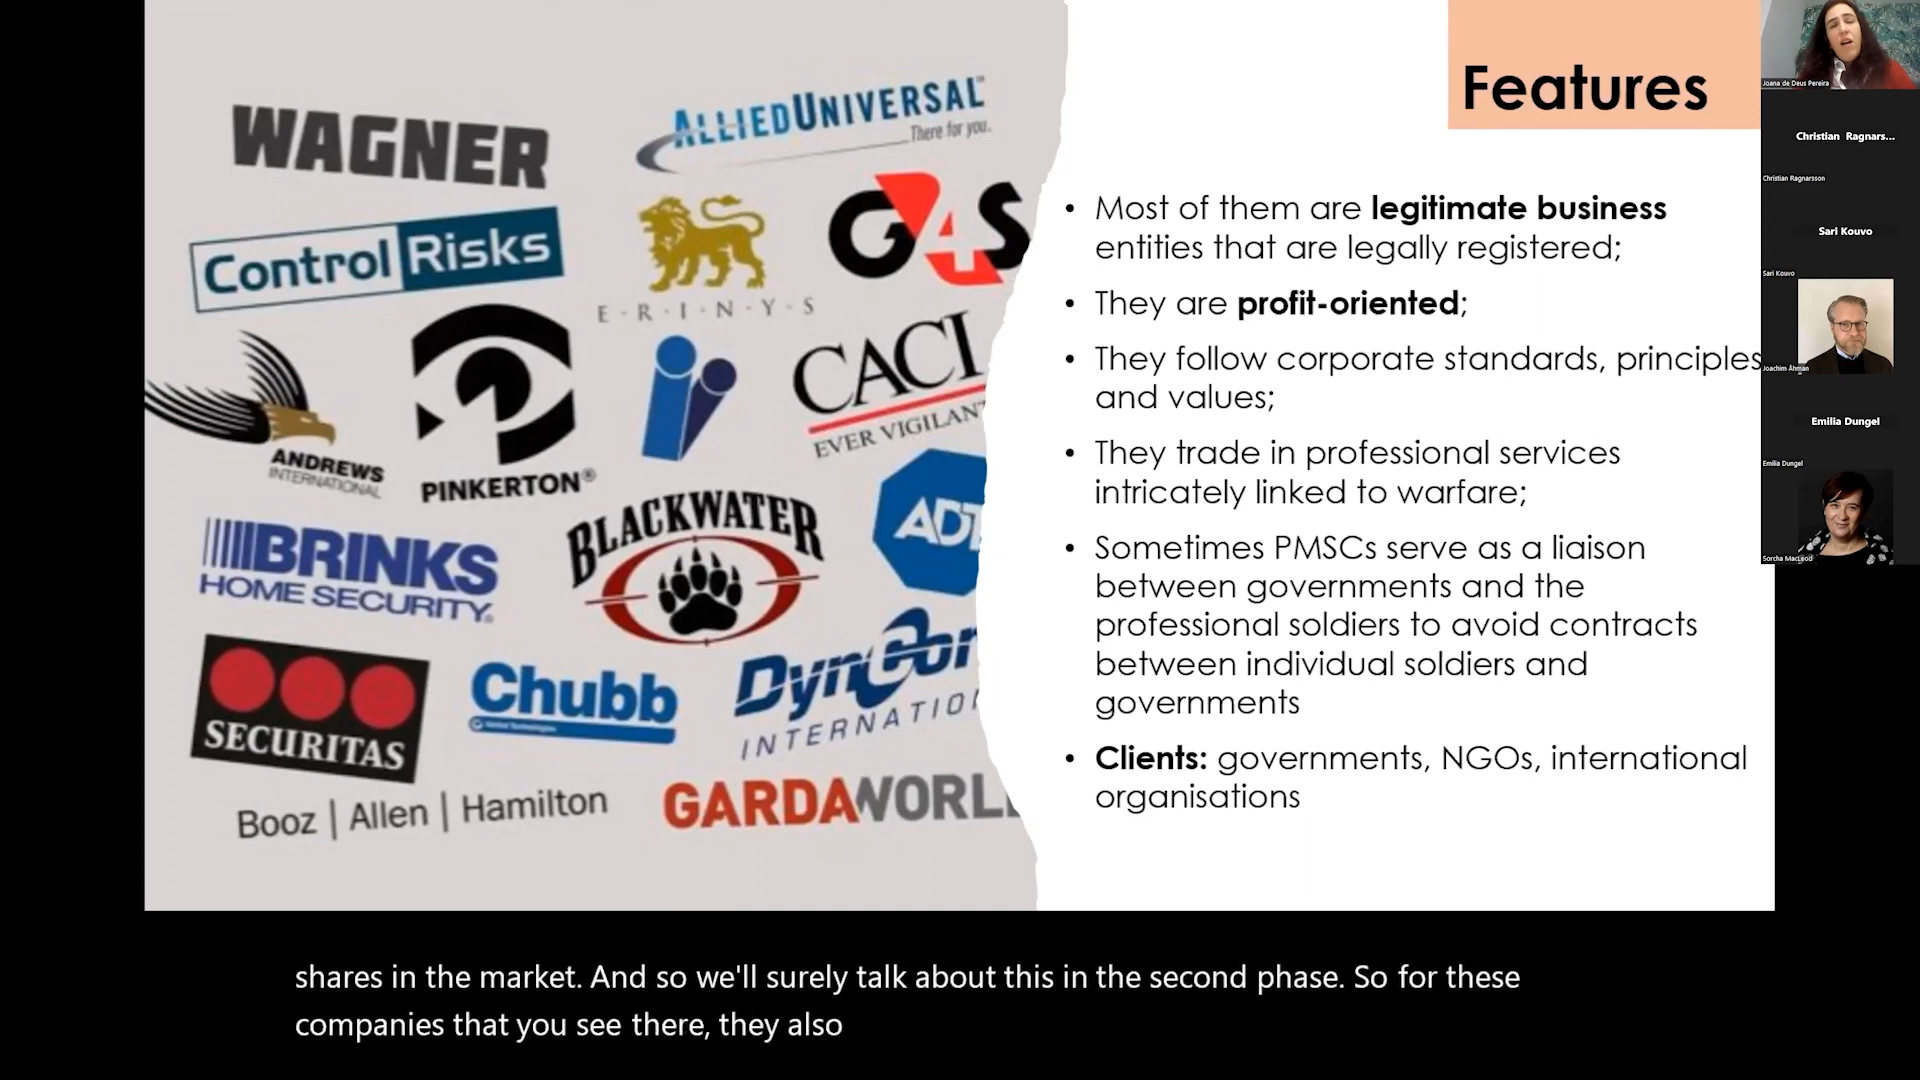 WAGNER
ALLIEDUNIVERSAL
There for you.
Control Risks
E·R·I·N·Y·S
G4S
ANDREWS
INTERNATIONAL
PINKERTON®
CACI
EVER VIGILANT
BRINKS
HOME SECURITY
BLACKWATER
ADT
SECURITAS
Chubb
DynCor
INTERNATIO
Booz | Allen | Hamilton
GARDAWORL
Features
• Most of them are legitimate business
entities that are legally registered;
• They are profit-oriented;
• They follow corporate standards, principles
and values;
• They trade in professional services
intricately linked to warfare;
• Sometimes PMSCs serve as a liaison
between governments and the
professional soldiers to avoid contracts
between individual soldiers and
governments
• Clients: governments, NGOs, international
organisations
Joana de Deus Pereira
Christian Ragnars...
Christian Ragnarsson
Sari Kouvo
Sari Kouvo
Joachim Åhman
Emilia Dungel
Emilia Dungel
Sorcha MacLeod
shares in the market. And so we'll surely talk about this in the second phase. So for these
companies that you see there, they also